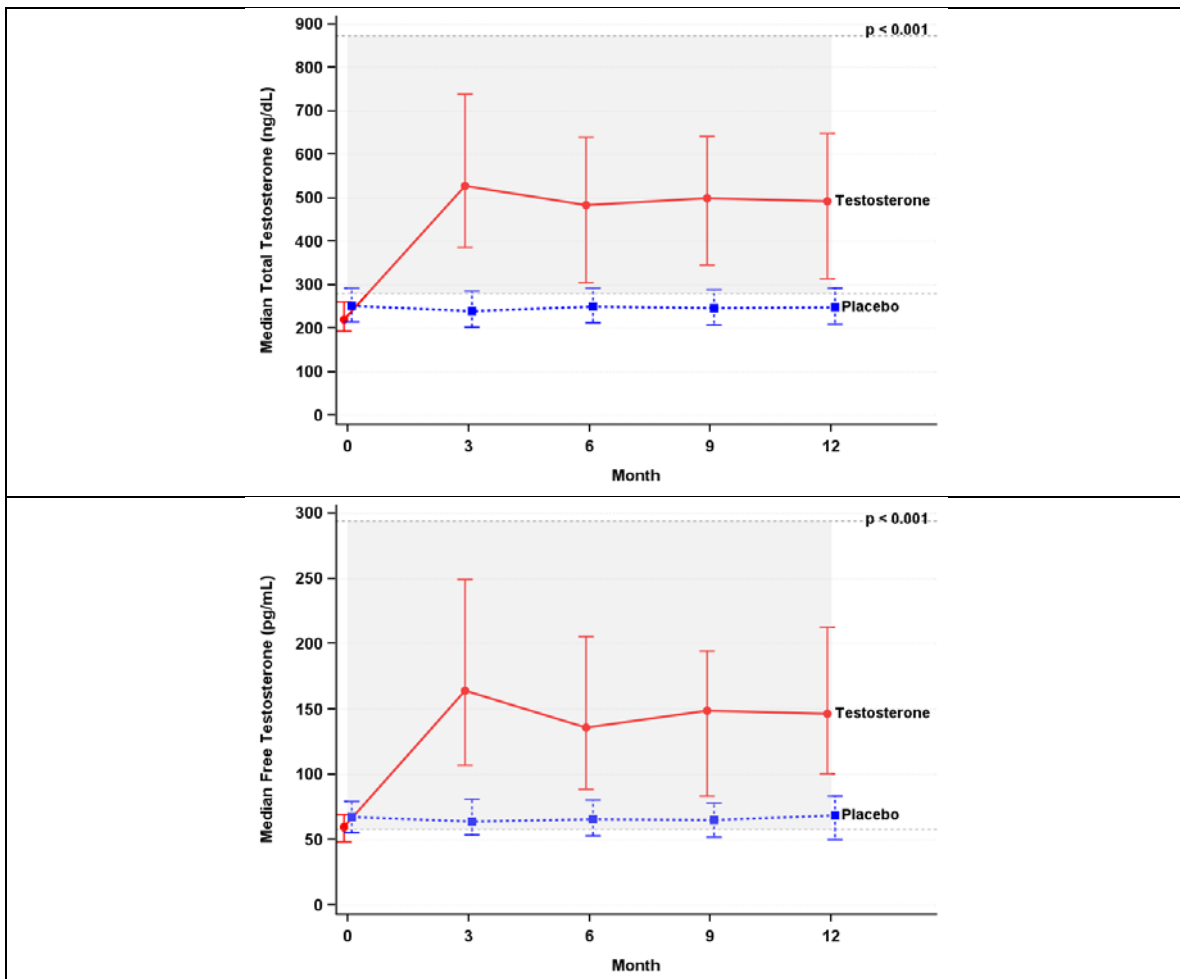 900
p < 0.001
800
700
600
500
Testosterone
400
300
Placebo
200
100
0
Median Total Testosterone (ng/dL)
0 3 6 9 12
Month
300
p < 0.001
250
200
150
Testosterone
100
Placebo
50
0
Median Free Testosterone (pg/mL)
0 3 6 9 12
Month